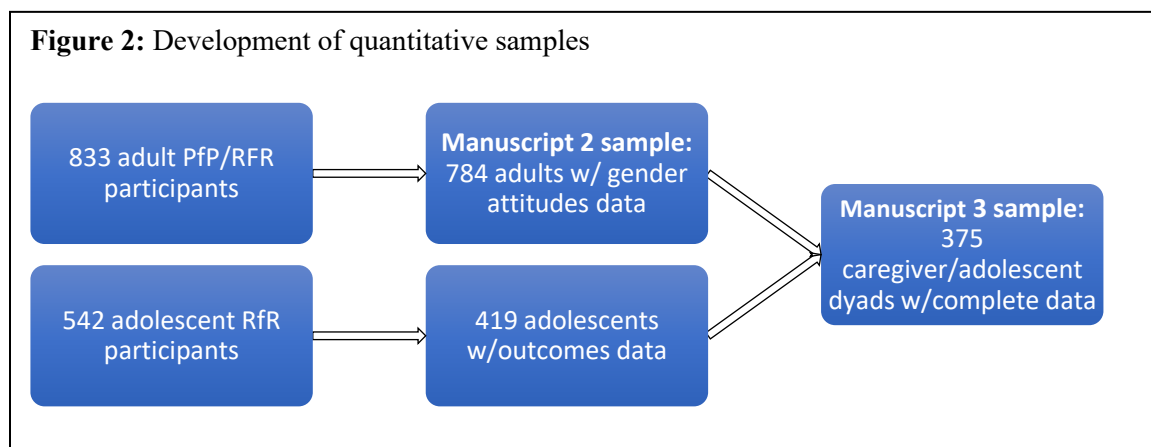 Figure 2: Development of quantitative samples
833 adult PfP/RFR
participants
Manuscript 2 sample:
784 adults w/ gender
attitudes data
542 adolescent RfR
participants
419 adolescents
w/outcomes data
Manuscript 3 sample:
375
caregiver/adolescent
dyads w/complete data